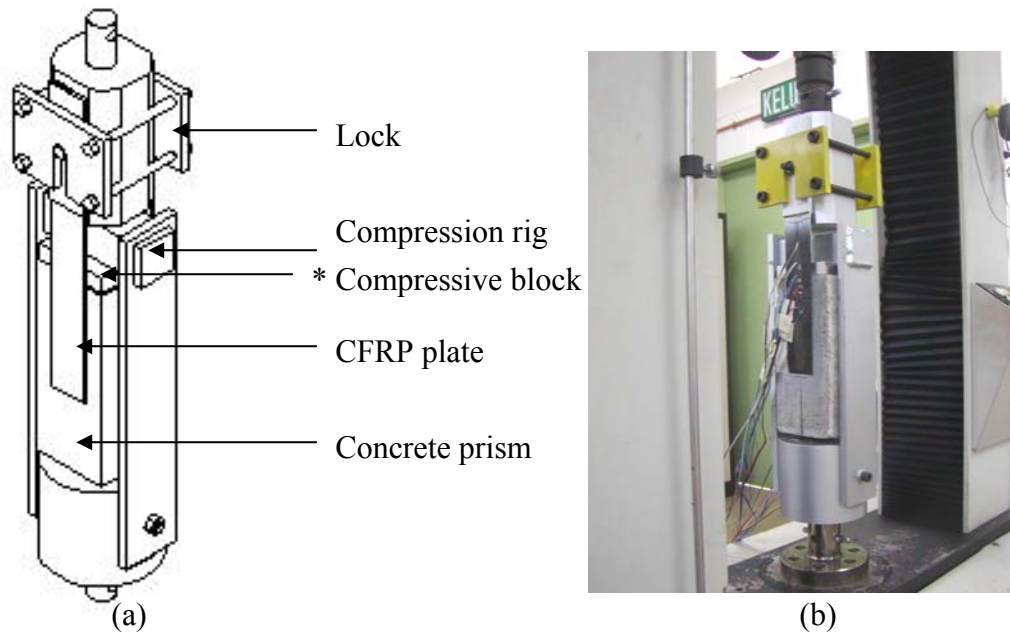 Lock
Compression rig
* Compressive block
CFRP plate
Concrete prism
(a)
KELU
(b)